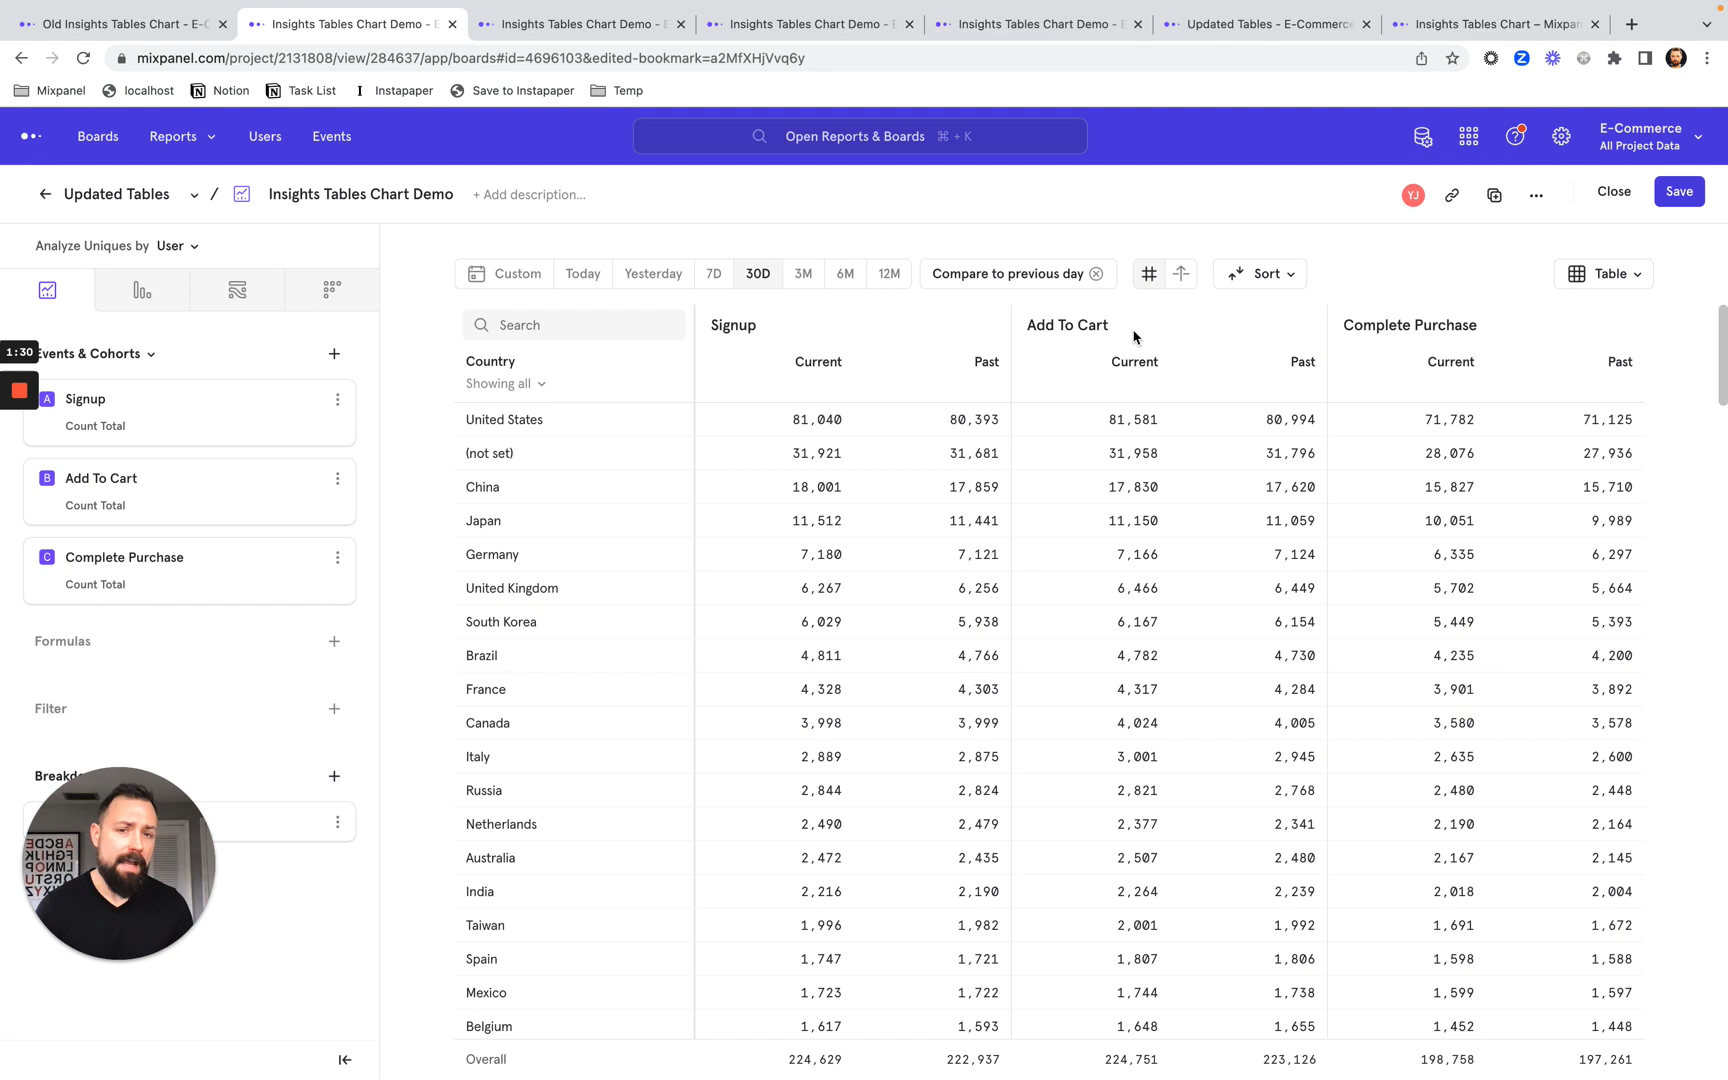 Old Insights Tables Chart - E-C
Insights Tables Chart Demo - E
Insights Tables Chart Demo - E
Insights Tables Chart Demo - E
Insights Tables Chart Demo - E
Updated Tables - E-Commerce
Insights Tables Chart – Mixpan
mixpanel.com/project/2131808/view/284637/app/boards#id=4696103&edited-bookmark=a2MfXHjVvq6y
Mixpanel localhost Notion Task List Instapaper Save to Instapaper Temp
Boards Reports Users Events Open Reports & Boards ⌘ + K
E-Commerce
All Project Data
Updated Tables / Insights Tables Chart Demo + Add description... YJ Close Save
Analyze Uniques by User
Custom Today Yesterday 7D 30D 3M 6M 12M Compare to previous day Sort Table
1:30
Events & Cohorts
A Signup
Count Total
B Add To Cart
Count Total
C Complete Purchase
Count Total
Formulas
Filter
ABCDE
FGHIJK
LMNOP
Search Signup Add To Cart Complete Purchase
Country Current Past Current Past Current Past
Showing all
United States 81,040 80,393 81,581 80,994 71,782 71,125
(not set) 31,921 31,681 31,958 31,796 28,076 27,936
China 18,001 17,859 17,830 17,620 15,827 15,710
Japan 11,512 11,441 11,150 11,059 10,051 9,989
Germany 7,180 7,121 7,166 7,124 6,335 6,297
United Kingdom 6,267 6,256 6,466 6,449 5,702 5,664
South Korea 6,029 5,938 6,167 6,154 5,449 5,393
Brazil 4,811 4,766 4,782 4,730 4,235 4,200
France 4,328 4,303 4,317 4,284 3,901 3,892
Canada 3,998 3,999 4,024 4,005 3,580 3,578
Italy 2,889 2,875 3,001 2,945 2,635 2,600
Russia 2,844 2,824 2,821 2,768 2,480 2,448
Netherlands 2,490 2,479 2,377 2,341 2,190 2,164
Australia 2,472 2,435 2,507 2,480 2,167 2,145
India 2,216 2,190 2,264 2,239 2,018 2,004
Taiwan 1,996 1,982 2,001 1,992 1,691 1,672
Spain 1,747 1,721 1,807 1,806 1,598 1,588
Mexico 1,723 1,722 1,744 1,738 1,599 1,597
Belgium 1,617 1,593 1,648 1,655 1,452 1,448
Overall 224,629 222,937 224,751 223,126 198,758 197,261